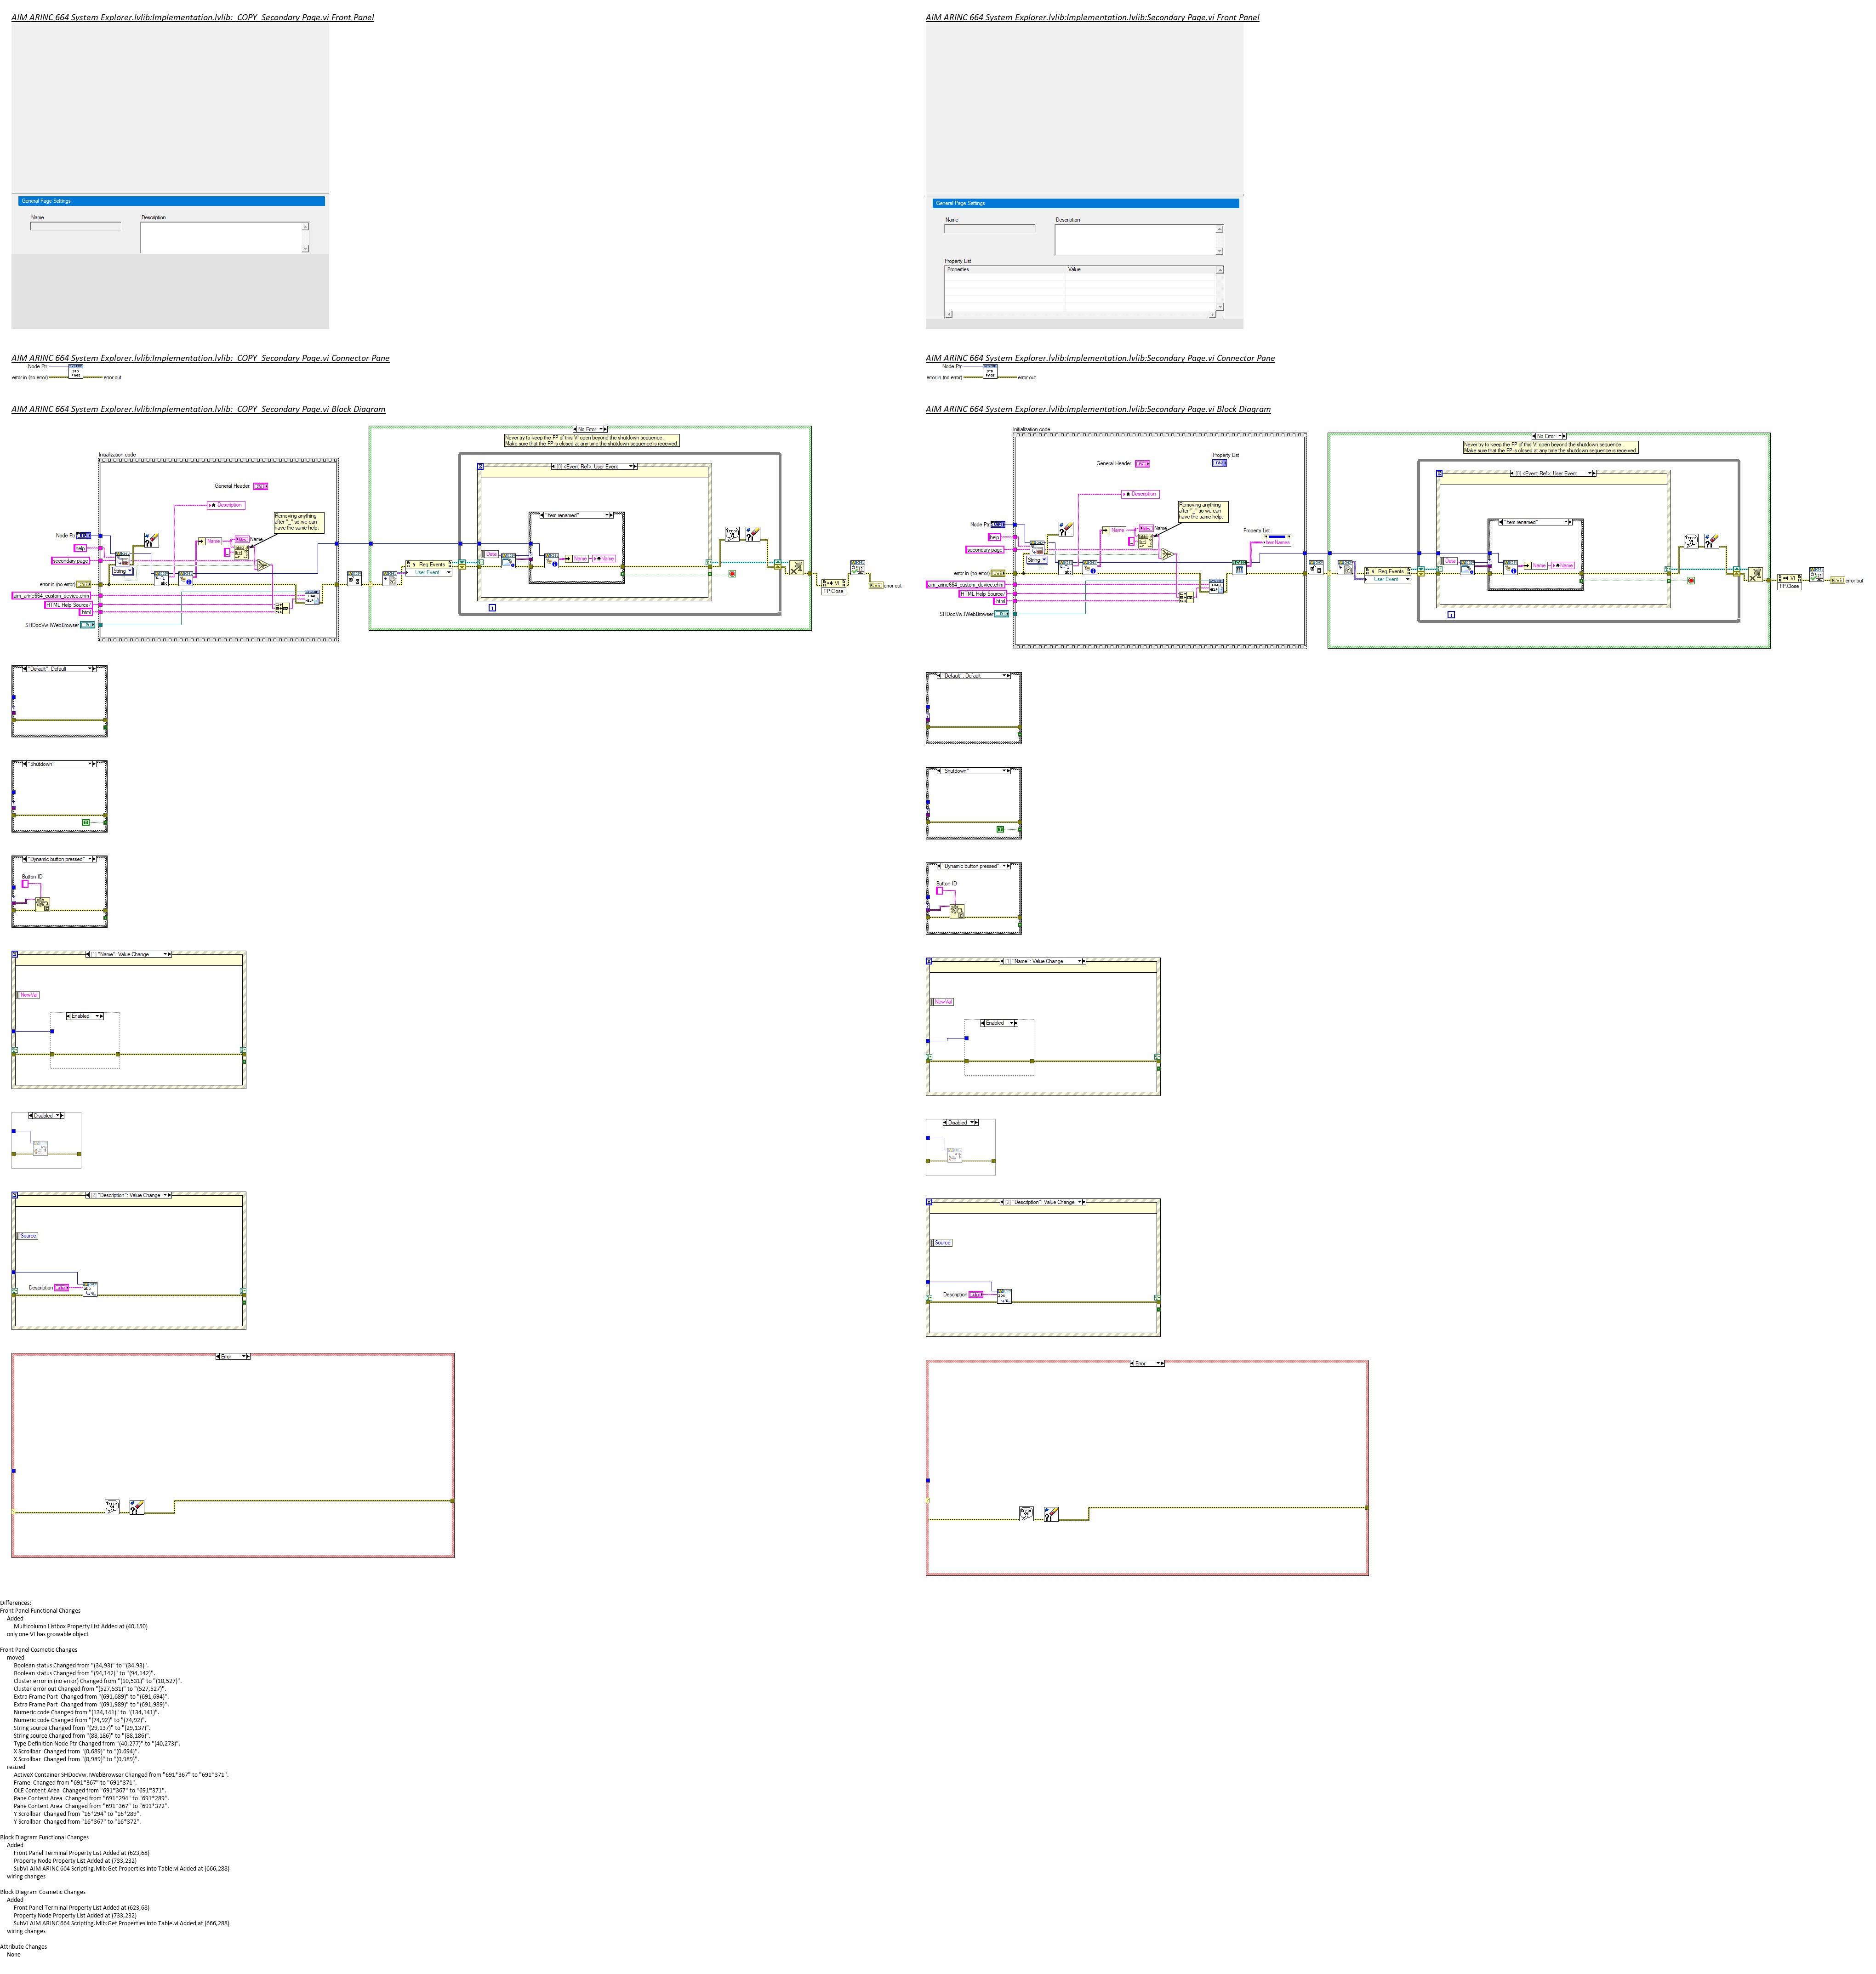 AIM ARINC 664 System Explorer.lvlib:Implementation.lvlib:_COPY_Secondary Page.vi Front Panel
General Page Settings
Name
Description
AIM ARINC 664 System Explorer.lvlib:Implementation.lvlib:Secondary Page.vi Front Panel
General Page Settings
Name
Description
Property List
Properties Value
AIM ARINC 664 System Explorer.lvlib:Implementation.lvlib:_COPY_Secondary Page.vi Connector Pane
Node Ptr
error in (no error)
error out
AIM ARINC 664 System Explorer.lvlib:Implementation.lvlib:Secondary Page.vi Connector Pane
Node Ptr
error in (no error)
error out
AIM ARINC 664 System Explorer.lvlib:Implementation.lvlib:_COPY_Secondary Page.vi Block Diagram
Initialization code
General Header
Description
Removing anything
after "_" so we can
have the same help.
Node Ptr
help
secondary page
String
Name
Name
error in (no error)
aim_arinc664_custom_device.chm
HTML Help Source/
.html
SHDocVw.IWebBrowser
No Error
Never try to keep the FP of this VI open beyond the shutdown sequence.
Make sure that the FP is closed at any time the shutdown sequence is received.
[0] <Event Ref>: User Event
"Item renamed"
Data
Name
Name
Reg Events
User Event
VI
FP.Close
error out
AIM ARINC 664 System Explorer.lvlib:Implementation.lvlib:Secondary Page.vi Block Diagram
Initialization code
General Header
Property List
Description
Removing anything
after "_" so we can
have the same help.
Node Ptr
help
secondary page
String
Name
Name
Property List
ItemNames
error in (no error)
aim_arinc664_custom_device.chm
HTML Help Source/
.html
SHDocVw.IWebBrowser
No Error
Never try to keep the FP of this VI open beyond the shutdown sequence.
Make sure that the FP is closed at any time the shutdown sequence is received.
[0] <Event Ref>: User Event
"Item renamed"
Data
Name
Name
Reg Events
User Event
VI
FP.Close
error out
"Default", Default
"Default", Default
"Shutdown"
"Shutdown"
"Dynamic button pressed"
Button ID
"Dynamic button pressed"
Button ID
[1] "Name": Value Change
NewVal
Enabled
[1] "Name": Value Change
NewVal
Enabled
Disabled
Disabled
[2] "Description": Value Change
Source
Description
[2] "Description": Value Change
Source
Description
Error
Error
Differences:
Front Panel Functional Changes
Added
Multicolumn Listbox Property List Added at (40,150)
only one VI has growable object
Front Panel Cosmetic Changes
moved
Boolean status Changed from "(34,93)" to "(34,93)".
Boolean status Changed from "(94,142)" to "(94,142)".
Cluster error in (no error) Changed from "(10,531)" to "(10,527)".
Cluster error out Changed from "(527,531)" to "(527,527)".
Extra Frame Part  Changed from "(691,689)" to "(691,694)".
Extra Frame Part  Changed from "(691,989)" to "(691,989)".
Numeric code Changed from "(134,141)" to "(134,141)".
Numeric code Changed from "(74,92)" to "(74,92)".
String source Changed from "(29,137)" to "(29,137)".
String source Changed from "(88,186)" to "(88,186)".
Type Definition Node Ptr Changed from "(40,277)" to "(40,273)".
X Scrollbar  Changed from "(0,689)" to "(0,694)".
X Scrollbar  Changed from "(0,989)" to "(0,989)".
resized
ActiveX Container SHDocVw.IWebBrowser Changed from "691*367" to "691*371".
Frame  Changed from "691*367" to "691*371".
OLE Content Area  Changed from "691*367" to "691*371".
Pane Content Area  Changed from "691*294" to "691*289".
Pane Content Area  Changed from "691*367" to "691*372".
Y Scrollbar  Changed from "16*294" to "16*289".
Y Scrollbar  Changed from "16*367" to "16*372".
Block Diagram Functional Changes
Added
Front Panel Terminal Property List Added at (623,68)
Property Node Property List Added at (733,232)
SubVI AIM ARINC 664 Scripting.lvlib:Get Properties into Table.vi Added at (666,288)
wiring changes
Block Diagram Cosmetic Changes
Added
Front Panel Terminal Property List Added at (623,68)
Property Node Property List Added at (733,232)
SubVI AIM ARINC 664 Scripting.lvlib:Get Properties into Table.vi Added at (666,288)
wiring changes
Attribute Changes
None